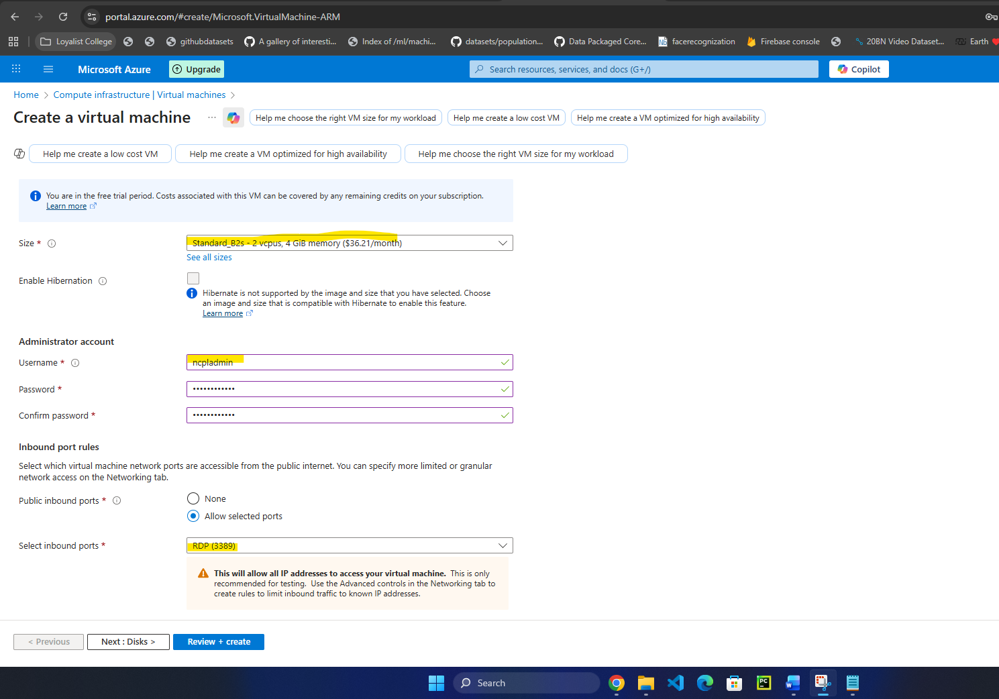 portal.azure.com/#create/Microsoft.VirtualMachine-ARM
Loyalist College
githubdatasets
A gallery of interesti...
Index of /ml/machi...
datasets/population...
Data Packaged Core...
facerecognization
Firebase console
20BN Video Dataset...
Earth
Microsoft Azure
Upgrade
Search resources, services, and docs (G+/)
Copilot
Home > Compute infrastructure | Virtual machines >
Create a virtual machine
...
Help me choose the right VM size for my workload
Help me create a low cost VM
Help me create a VM optimized for high availability
Help me create a low cost VM
Help me create a VM optimized for high availability
Help me choose the right VM size for my workload
You are in the free trial period. Costs associated with this VM can be covered by any remaining credits on your subscription.
Learn more
Size *
Standard_B2s - 2 vcpus, 4 GiB memory ($36.21/month)
See all sizes
Enable Hibernation
Hibernate is not supported by the image and size that you have selected. Choose
an image and size that is compatible with Hibernate to enable this feature.
Learn more
Administrator account
Username *
ncpladmin
Password *
••••••••••••
Confirm password *
••••••••••••
Inbound port rules
Select which virtual machine network ports are accessible from the public internet. You can specify more limited or granular
network access on the Networking tab.
Public inbound ports *
None
Allow selected ports
Select inbound ports *
RDP (3389)
This will allow all IP addresses to access your virtual machine. This is only
recommended for testing. Use the Advanced controls in the Networking tab to
create rules to limit inbound traffic to known IP addresses.
< Previous
Next : Disks >
Review + create
Search